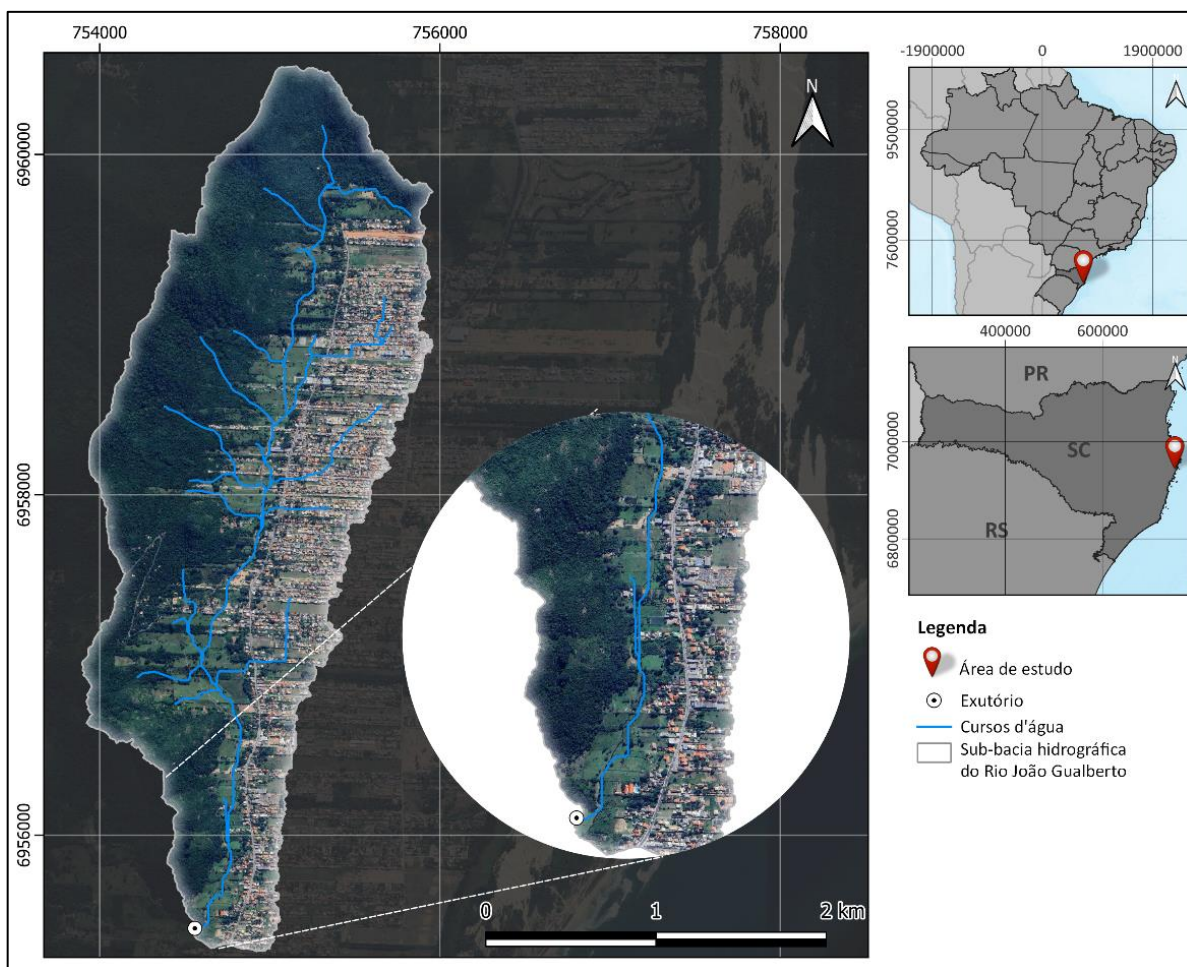 754000
756000
758000
6960000
6958000
6956000
N
0
1
2 km
-1900000
0
1900000
9500000
7600000
400000
600000
N
PR
SC
RS
7000000
6800000
Legenda
Área de estudo
Exutório
Cursos d'água
Sub-bacia hidrográfica
do Rio João Gualberto